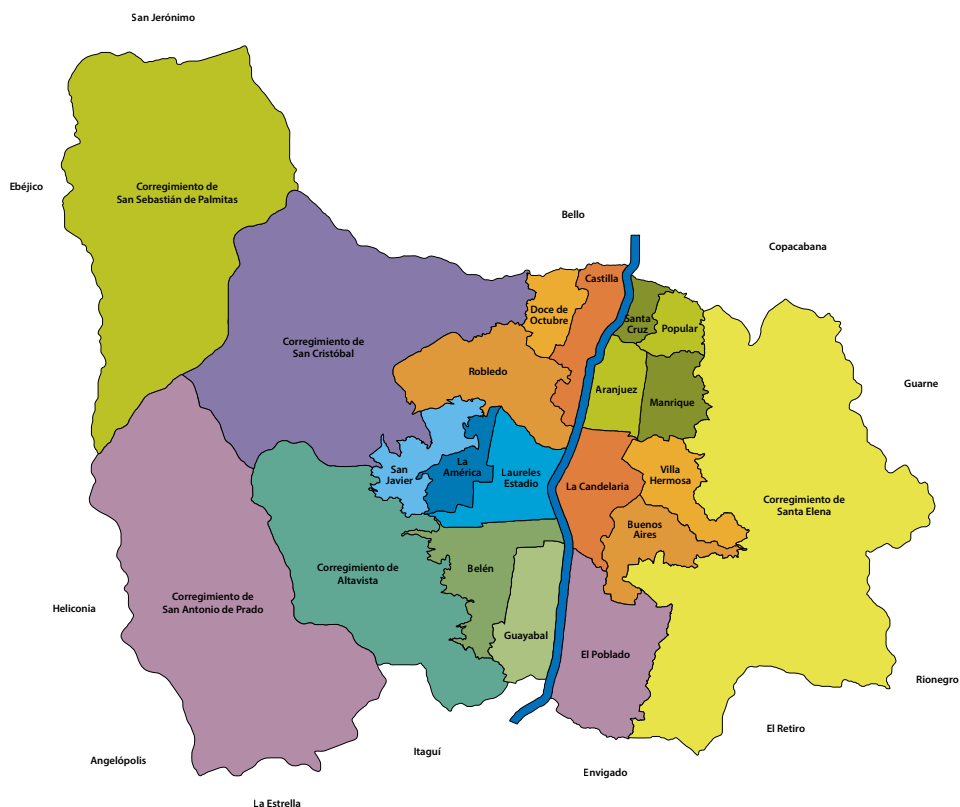 San Jerónimo
Ebéjico
Corregimiento de
San Sebastián de Palmitas
Bello
Copacabana
Castilla
Doce de
Octubre
Santa
Cruz
Popular
Corregimiento de
San Cristóbal
Robledo
Aranjuez
Manrique
Guarne
San
Javier
La
América
Laureles
Estadio
La Candelaria
Villa
Hermosa
Buenos
Aires
Corregimiento de
Santa Elena
Corregimiento de
Altavista
Belén
Corregimiento de
San Antonio de Prado
Heliconia
Guayabal
El Poblado
Rionegro
El Retiro
Angelópolis
Itaguí
Envigado
La Estrella